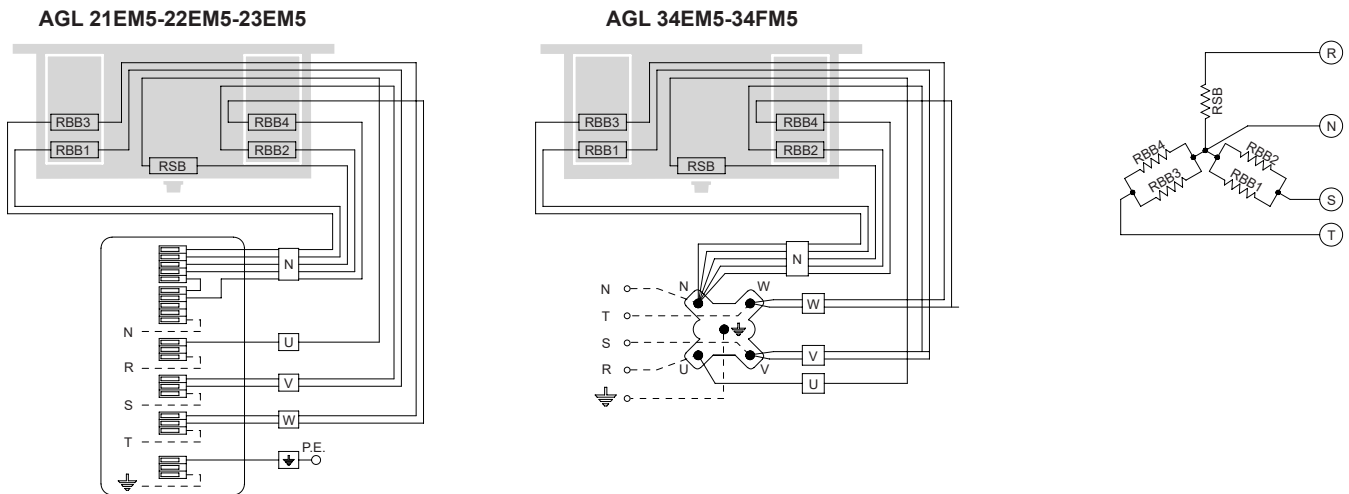 AGL 21EM5-22EM5-23EM5
RBB3
RBB4
RBB1
RBB2
RSB
N
N
U
R
V
S
W
T
P.E.
AGL 34EM5-34FM5
RBB3
RBB4
RBB1
RBB2
RSB
N
N
N
W
T
W
S
V
R
U
V
U
R
RSB
N
RBB4
RBB3
RBB2
RBB1
S
T